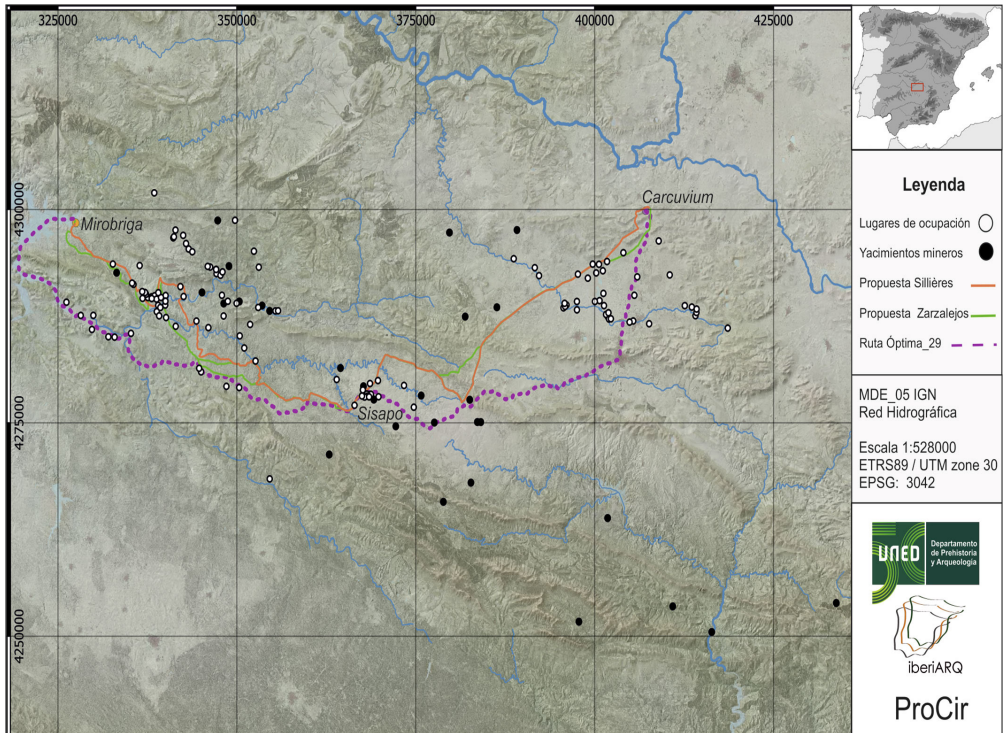 325000
350000
375000
400000
425000
4300000
4275000
4250000
Mirobriga
Carcuvium
Sisapo
Leyenda
Lugares de ocupación
Yacimientos mineros
Propuesta Sillières
Propuesta Zarzalejos
Ruta Óptima_29
MDE_05 IGN
Red Hidrográfica
Escala 1:528000
ETRS89 / UTM zone 30
EPSG: 3042
UNED
Departamento
de Prehistoria
y Arqueología
iberiARQ
ProCir